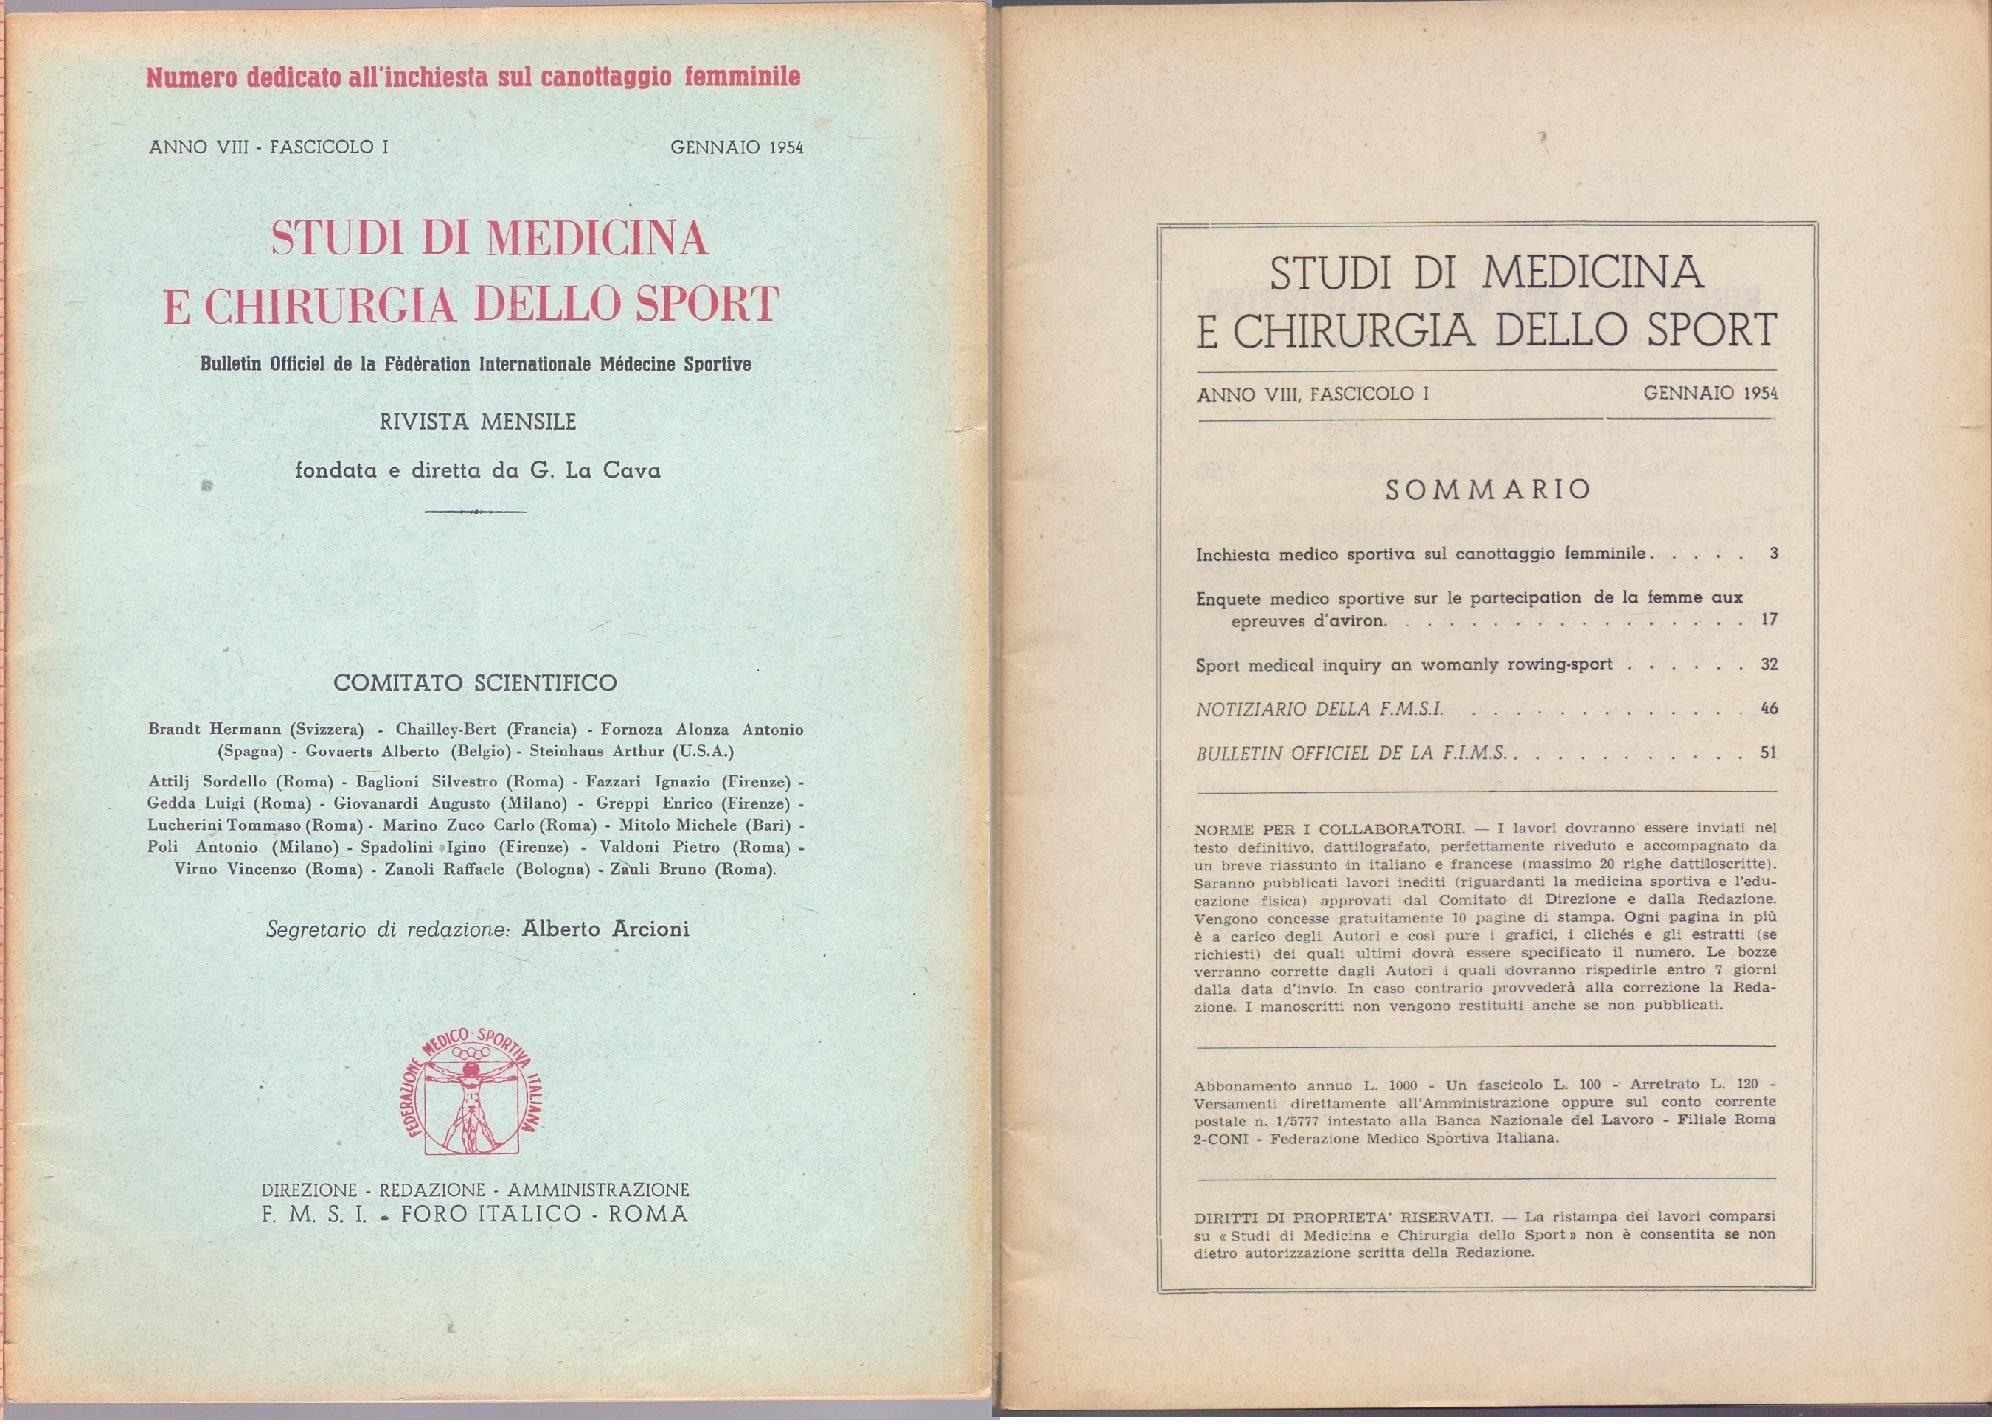 Numero dedicato all'inchiesta sul canottaggio femminile
ANNO VIII - FASCICOLO I GENNAIO 1954
STUDI DI MEDICINA
E CHIRURGIA DELLO SPORT
Bulletin Officiel de la Fèdèration Internationale Médecine Sportive
RIVISTA MENSILE
fondata e diretta da G. La Cava
COMITATO SCIENTIFICO
Brandt Hermann (Svizzera) - Chailley-Bert (Francia) - Fornoza Alonza Antonio
(Spagna) - Govaerts Alberto (Belgio) - Steinhaus Arthur (U.S.A.)
Attilj Sordello (Roma) - Baglioni Silvestro (Roma) - Fazzari Ignazio (Firenze) -
Gedda Luigi (Roma) - Giovanardi Augusto (Milano) - Greppi Enrico (Firenze) -
Lucherini Tommaso (Roma) - Marino Zuco Carlo (Roma) - Mitolo Michele (Bari) -
Poli Antonio (Milano) - Spadolini Igino (Firenze) - Valdoni Pietro (Roma) -
Virno Vincenzo (Roma) - Zanoli Raffaele (Bologna) - Zauli Bruno (Roma).
Segretario di redazione: Alberto Arcioni
FEDERAZIONE MEDICO-SPORTIVA ITALIANA
DIREZIONE - REDAZIONE - AMMINISTRAZIONE
F. M. S. I. - FORO ITALICO - ROMA
STUDI DI MEDICINA
E CHIRURGIA DELLO SPORT
ANNO VIII, FASCICOLO I GENNAIO 1954
SOMMARIO
Inchiesta medico sportiva sul canottaggio femminile. . . . . 3
Enquete medico sportive sur le partecipation de la femme aux
epreuves d'aviron. . . . . . . . . . . . . . . . 17
Sport medical inquiry an womanly rowing-sport . . . . . . 32
NOTIZIARIO DELLA F.M.S.I. . . . . . . . . . . . . . 46
BULLETIN OFFICIEL DE LA F.I.M.S. . . . . . . . . . . . 51
NORME PER I COLLABORATORI. — I lavori dovranno essere inviati nel
testo definitivo, dattilografato, perfettamente riveduto e accompagnato da
un breve riassunto in italiano e francese (massimo 20 righe dattiloscritte).
Saranno pubblicati lavori inediti (riguardanti la medicina sportiva e l'edu-
cazione fisica) approvati dal Comitato di Direzione e dalla Redazione.
Vengono concesse gratuitamente 10 pagine di stampa. Ogni pagina in più
è a carico degli Autori e così pure i grafici, i clichés e gli estratti (se
richiesti) dei quali ultimi dovrà essere specificato il numero. Le bozze
verranno corrette dagli Autori i quali dovranno rispedirle entro 7 giorni
dalla data d'invio. In caso contrario provvederà alla correzione la Reda-
zione. I manoscritti non vengono restituiti anche se non pubblicati.
Abbonamento annuo L. 1000 - Un fascicolo L. 100 - Arretrato L. 120 -
Versamenti direttamente all'Amministrazione oppure sul conto corrente
postale n. 1/5777 intestato alla Banca Nazionale del Lavoro - Filiale Roma
2-CONI - Federazione Medico Sportiva Italiana.
DIRITTI DI PROPRIETA' RISERVATI. — La ristampa dei lavori comparsi
su « Studi di Medicina e Chirurgia dello Sport » non è consentita se non
dietro autorizzazione scritta della Redazione.